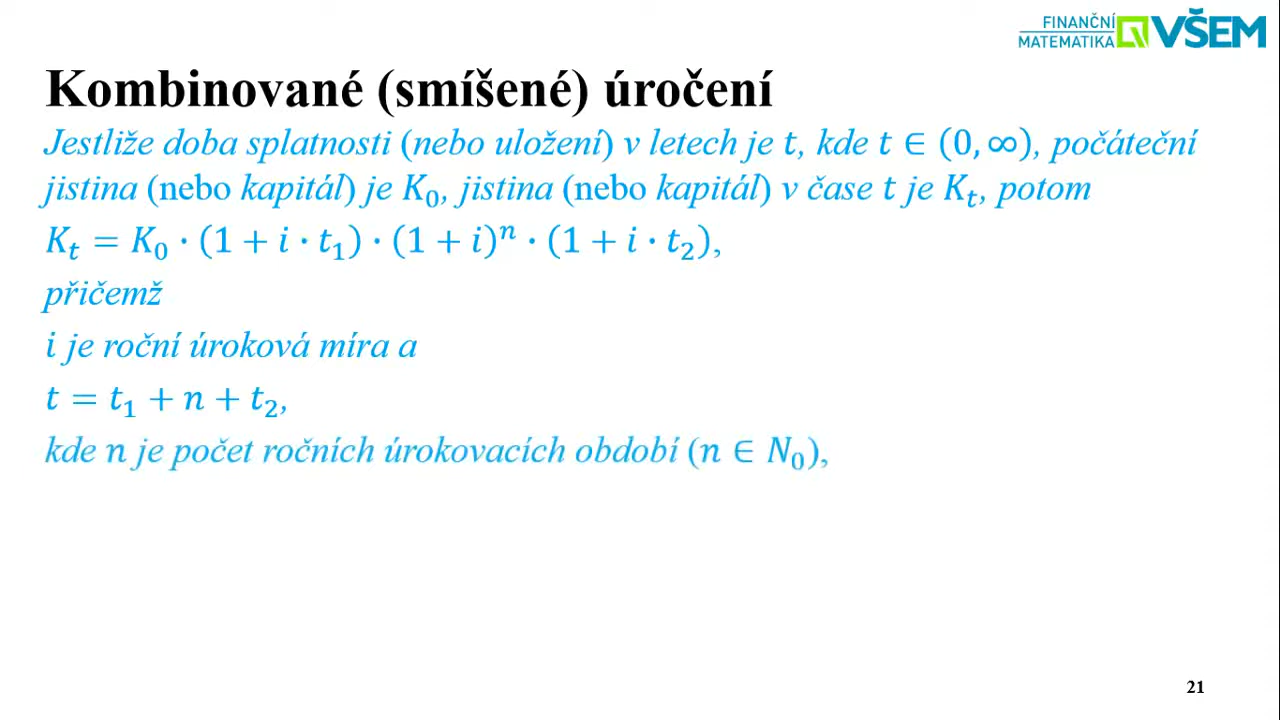 FINANČNÍ
MATEMATIKA VŠEM
Kombinované (smíšené) úročení
Jestliže doba splatnosti (nebo uložení) v letech je t, kde t ∈ (0, ∞), počáteční
jistina (nebo kapitál) je K₀, jistina (nebo kapitál) v čase t je Kₜ, potom
Kₜ = K₀ · (1 + i · t₁) · (1 + i)ⁿ · (1 + i · t₂),
přičemž
i je roční úroková míra a
t = t₁ + n + t₂,
kde n je počet ročních úrokovacích období (n ∈ N₀),
21